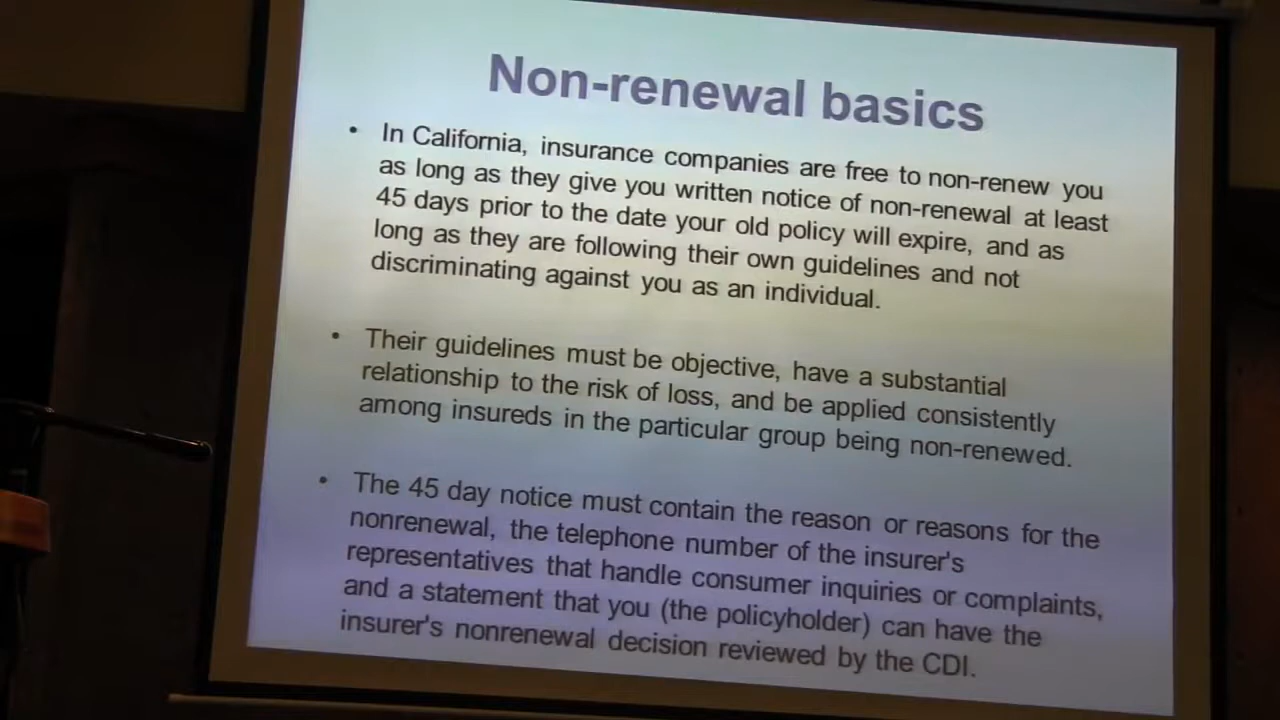 Non-renewal basics
• In California, insurance companies are free to non-renew you
as long as they give you written notice of non-renewal at least
45 days prior to the date your old policy will expire, and as
long as they are following their own guidelines and not
discriminating against you as an individual.
• Their guidelines must be objective, have a substantial
relationship to the risk of loss, and be applied consistently
among insureds in the particular group being non-renewed.
• The 45 day notice must contain the reason or reasons for the
nonrenewal, the telephone number of the insurer's
representatives that handle consumer inquiries or complaints,
and a statement that you (the policyholder) can have the
insurer's nonrenewal decision reviewed by the CDI.